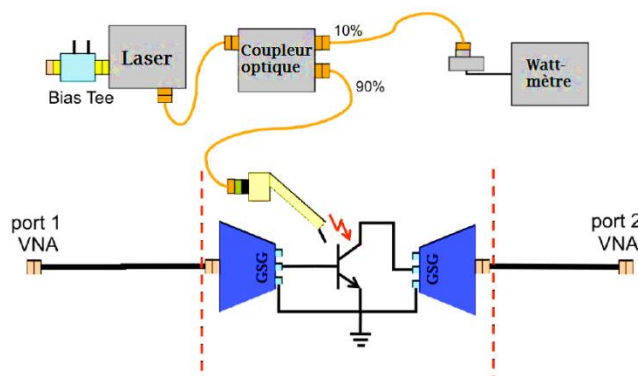 Bias Tee
Laser
Coupleur
optique
10%
90%
Watt-
mètre
port 1
VNA
GSG
GSG
port 2
VNA